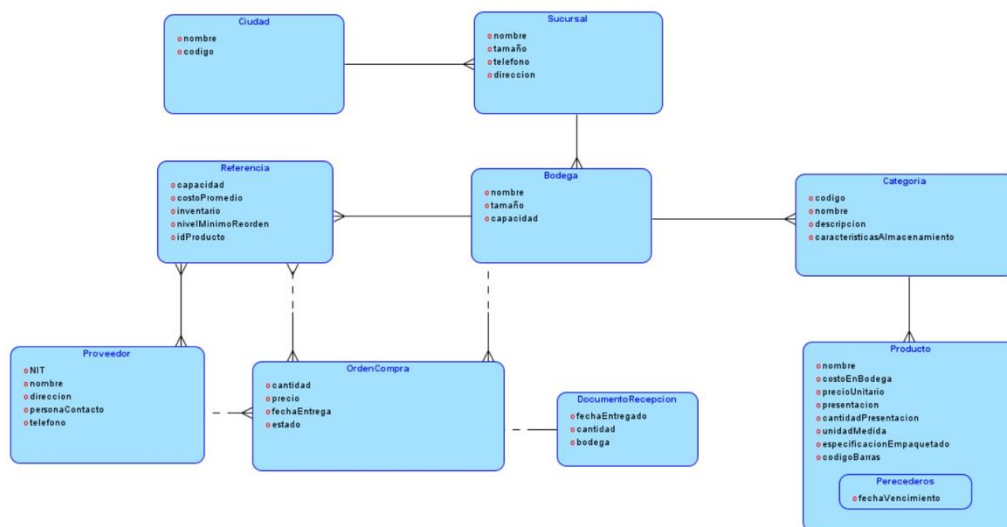 Ciudad
nombre
codigo
Sucursal
nombre
tamaño
telefono
direccion
Referencia
capacidad
costoPromedio
inventario
nivelMinimoReorden
idProducto
Bodega
nombre
tamaño
capacidad
Categoria
codigo
nombre
descripcion
caracteristicasAlmacenamiento
Proveedor
NIT
nombre
direccion
personaContacto
telefono
OrdenCompra
cantidad
precio
fechaEntrega
estado
DocumentoRecepcion
fechaEntregado
cantidad
bodega
Producto
nombre
costoEnBodega
precioUnitario
presentacion
cantidadPresentacion
unidadMedida
especificacionEmpaquetado
codigoBarras
Perecederos
fechaVencimiento